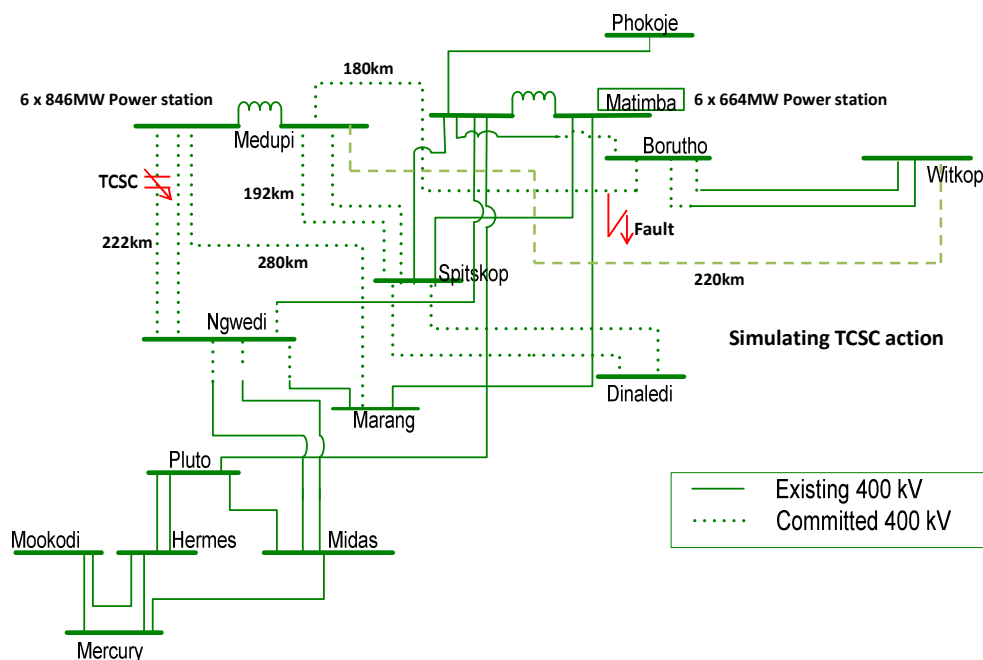 Phokoje
180km
6 x 846MW Power station
Matimba
6 x 664MW Power station
Medupi
Borutho
Witkop
TCSC
192km
Fault
222km
280km
Spitskop
220km
Ngwedi
Simulating TCSC action
Dinaledi
Marang
Pluto
Existing 400 kV
Committed 400 kV
Mookodi
Hermes
Midas
Mercury